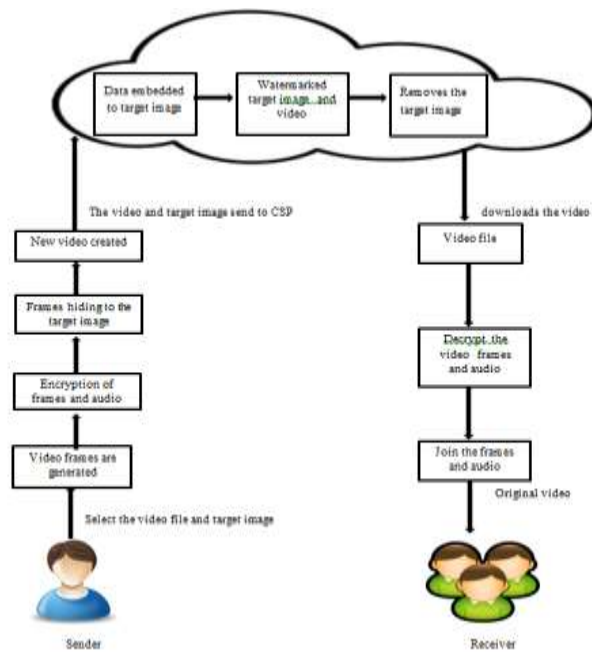 Data embedded
to target image
Watermarked
target image and
video
Removes the
target image
The video and target image send to CSP
downloads the video
New video created
Video file
Frames hiding to the
target image
Decrypt the
video frames
and audio
Encryption of
frames and audio
Video frames are
generated
Join the frames
and audio
Original video
Select the video file and target image
Sender
Receiver